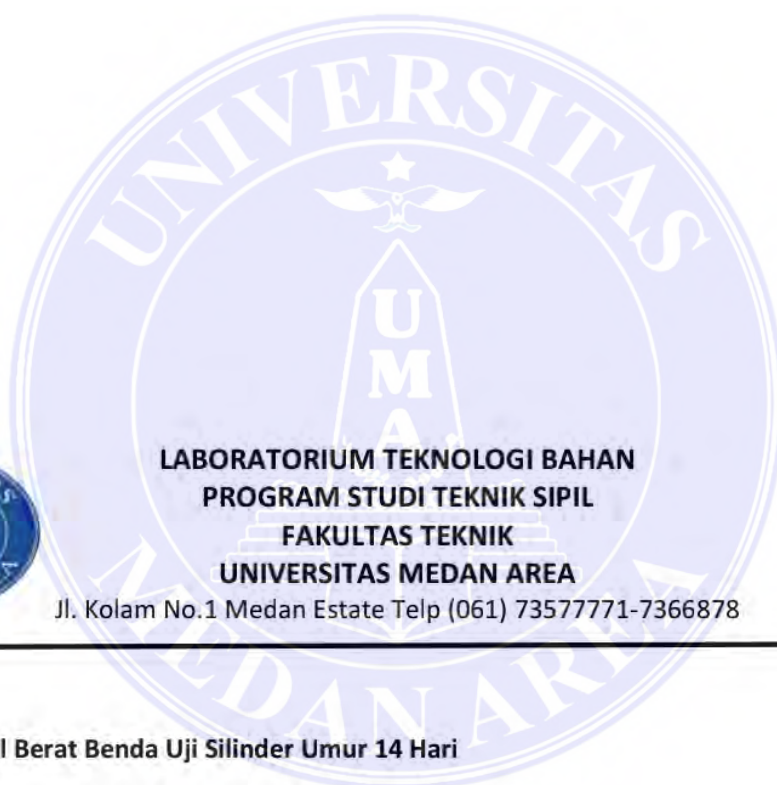 UNIVERSITAS
UMA
LABORATORIUM TEKNOLOGI BAHAN
PROGRAM STUDI TEKNIK SIPIL
FAKULTAS TEKNIK
UNIVERSITAS MEDAN AREA
Jl. Kolam No.1 Medan Estate Telp (061) 73577771-7366878
MEDAN AREA
l Berat Benda Uji Silinder Umur 14 Hari